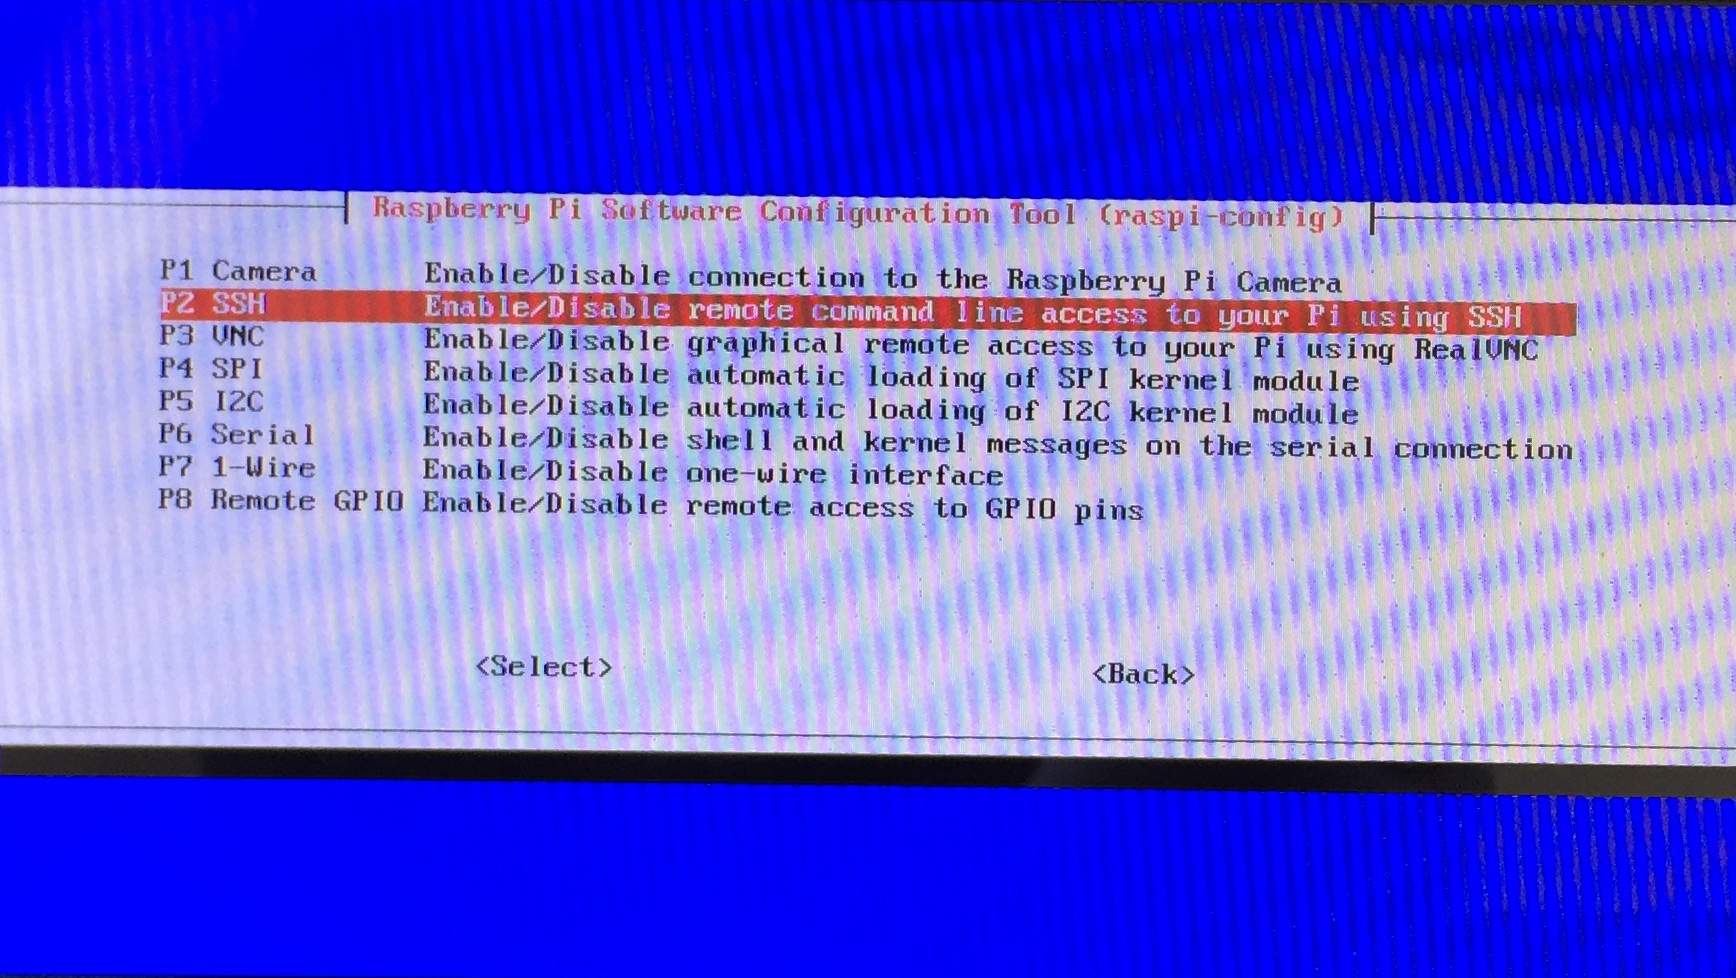 Raspberry Pi Software Configuration Tool (raspi-config)
P1 Camera Enable/Disable connection to the Raspberry Pi Camera
P2 SSH Enable/Disable remote command line access to your Pi using SSH
P3 VNC Enable/Disable graphical remote access to your Pi using RealVNC
P4 SPI Enable/Disable automatic loading of SPI kernel module
P5 I2C Enable/Disable automatic loading of I2C kernel module
P6 Serial Enable/Disable shell and kernel messages on the serial connection
P7 1-Wire Enable/Disable one-wire interface
P8 Remote GPIO Enable/Disable remote access to GPIO pins
<Select> <Back>